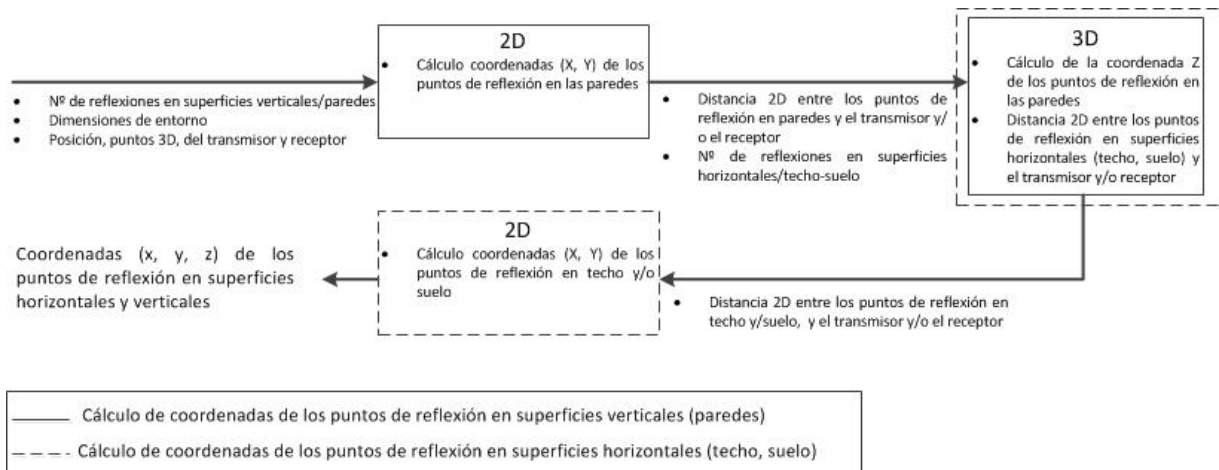 2D
• Cálculo coordenadas (X, Y) de los
puntos de reflexión en las paredes
• Nº de reflexiones en superficies verticales/paredes
• Dimensiones de entorno
• Posición, puntos 3D, del transmisor y receptor
• Distancia 2D entre los puntos de
reflexión en paredes y el transmisor y/
o el receptor
• Nº de reflexiones en superficies
horizontales/techo-suelo
3D
• Cálculo de la coordenada Z
de los puntos de reflexión en
las paredes
• Distancia 2D entre los puntos
de reflexión en superficies
horizontales (techo, suelo) y
el transmisor y/o receptor
• Distancia 2D entre los puntos de reflexión en
techo y/suelo, y el transmisor y/o el receptor
2D
• Cálculo coordenadas (X, Y) de los
puntos de reflexión en techo y/o
suelo
Coordenadas (x, y, z) de los
puntos de reflexión en superficies
horizontales y verticales
Cálculo de coordenadas de los puntos de reflexión en superficies verticales (paredes)
Cálculo de coordenadas de los puntos de reflexión en superficies horizontales (techo, suelo)